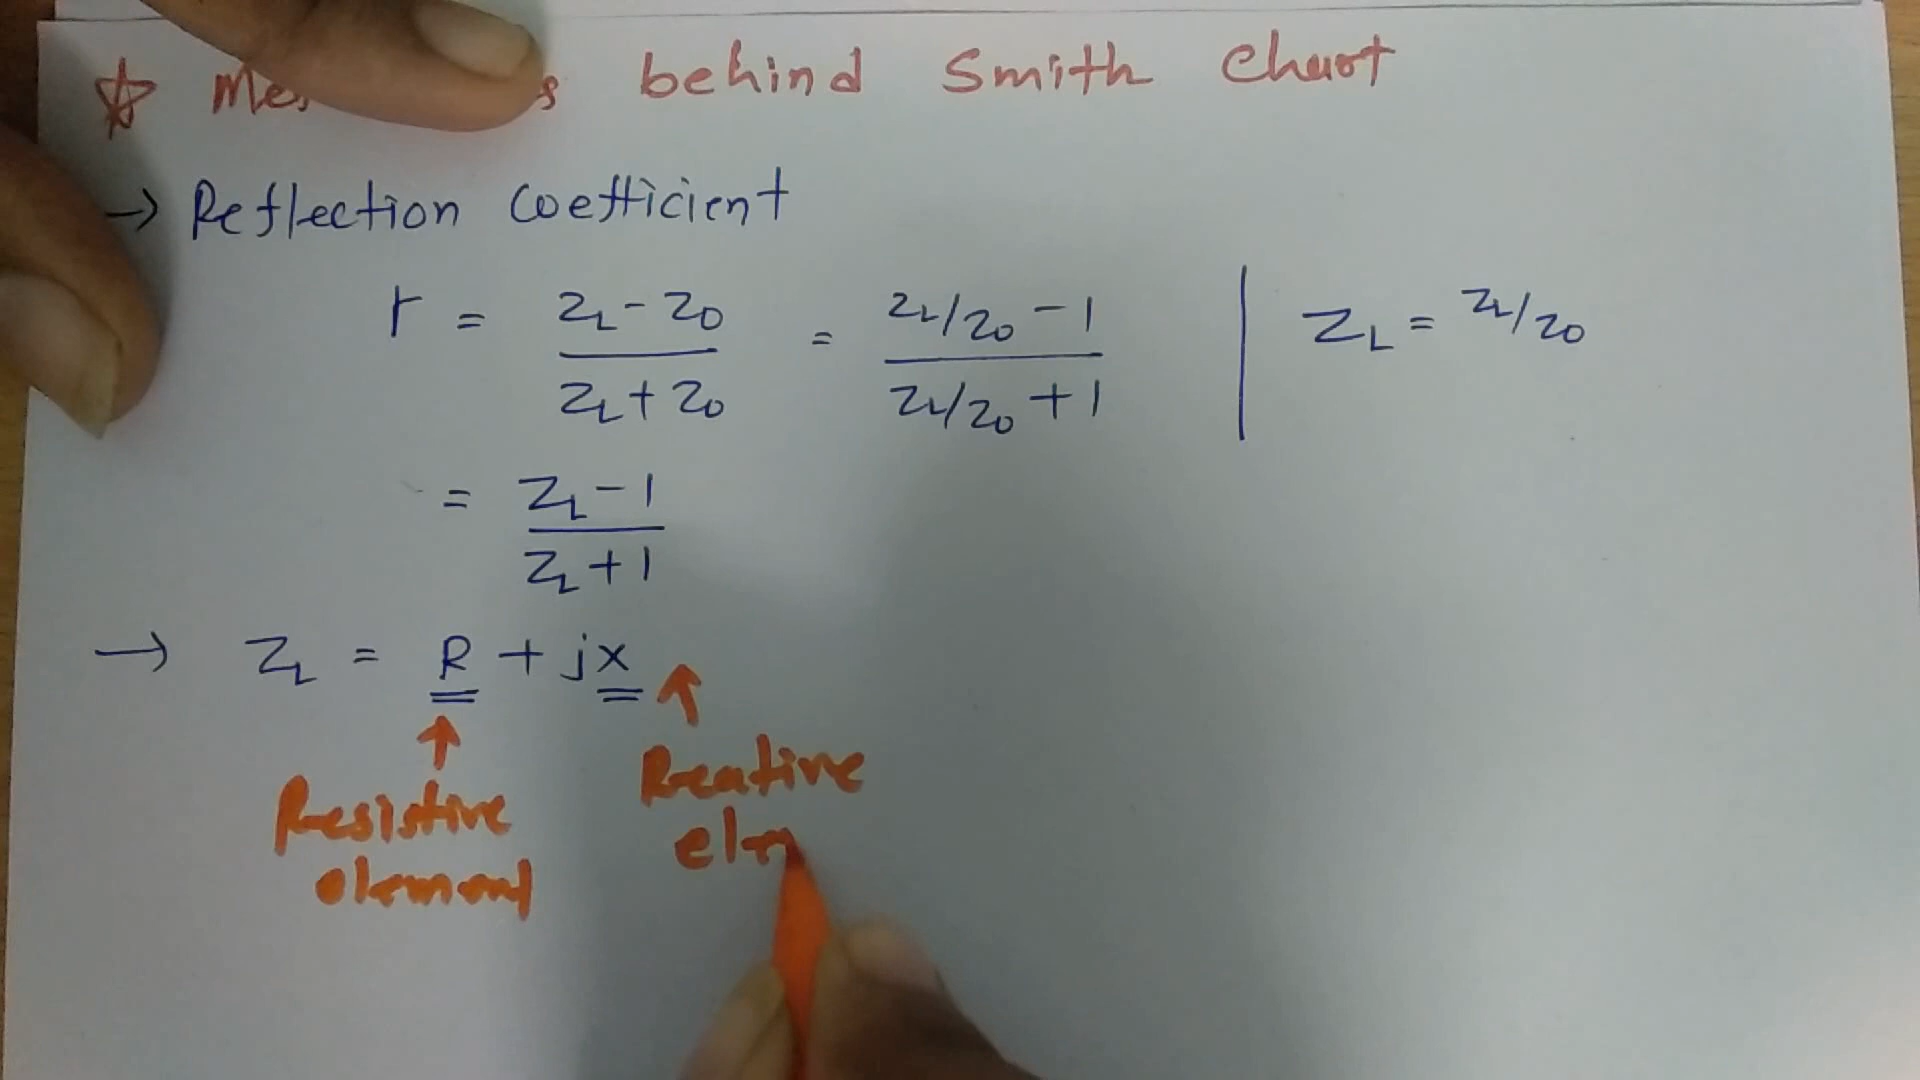 behind Smith Chart
→ Reflection coefficient
Γ = ZL - Z0 / ZL + Z0 = ZL/Z0 - 1 / ZL/Z0 + 1 | ZL = ZL/Z0
= ZL - 1 / ZL + 1
→ ZL = R + jx
Resistive element
Reative